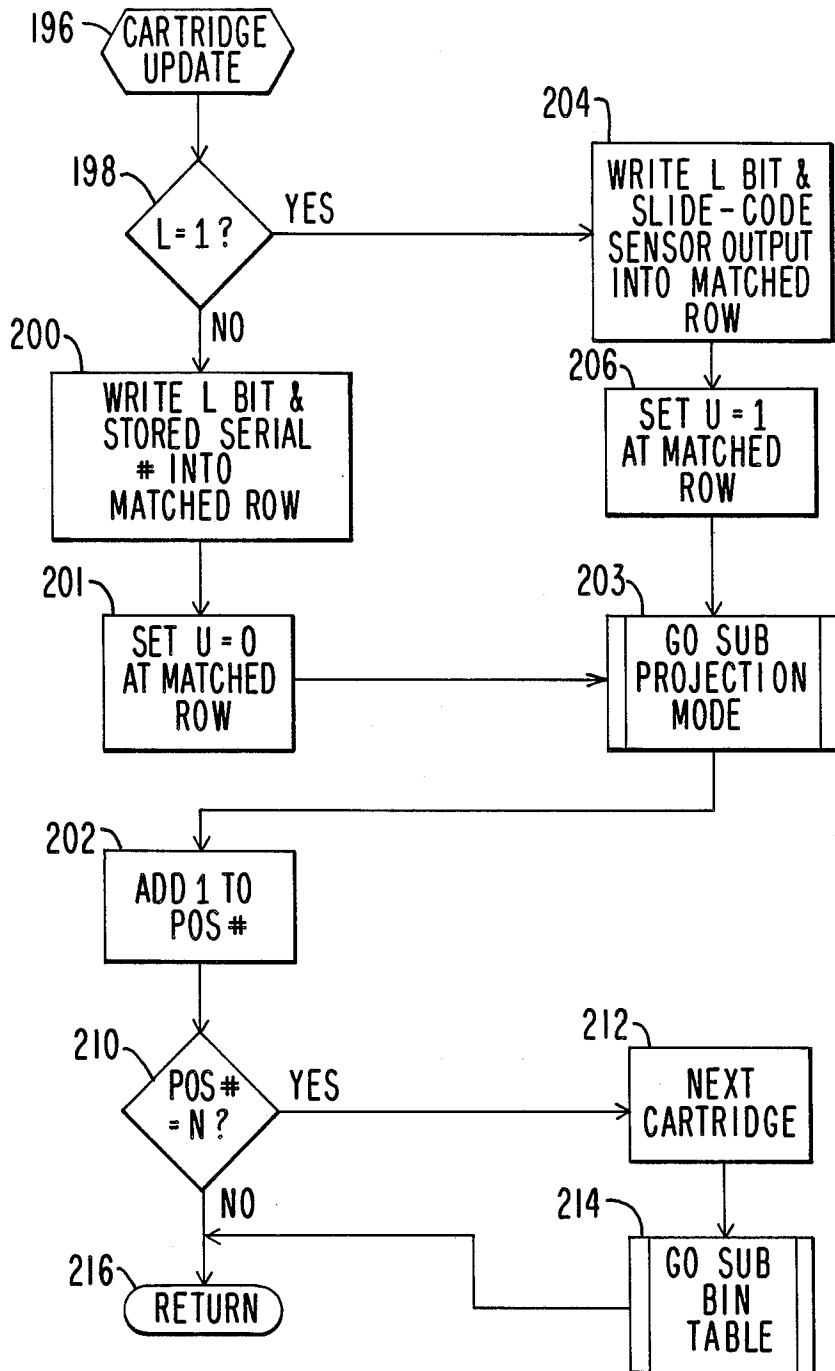 196
CARTRIDGE
UPDATE
198
L=1?
YES
NO
204
WRITE L BIT &
SLIDE-CODE
SENSOR OUTPUT
INTO MATCHED
ROW
200
WRITE L BIT &
STORED SERIAL
# INTO
MATCHED ROW
206
SET U=1
AT MATCHED
ROW
201
SET U=0
AT MATCHED
ROW
203
GO SUB
PROJECTION
MODE
202
ADD 1 TO
POS#
210
POS#
=N?
YES
NO
212
NEXT
CARTRIDGE
214
GO SUB
BIN
TABLE
216
RETURN